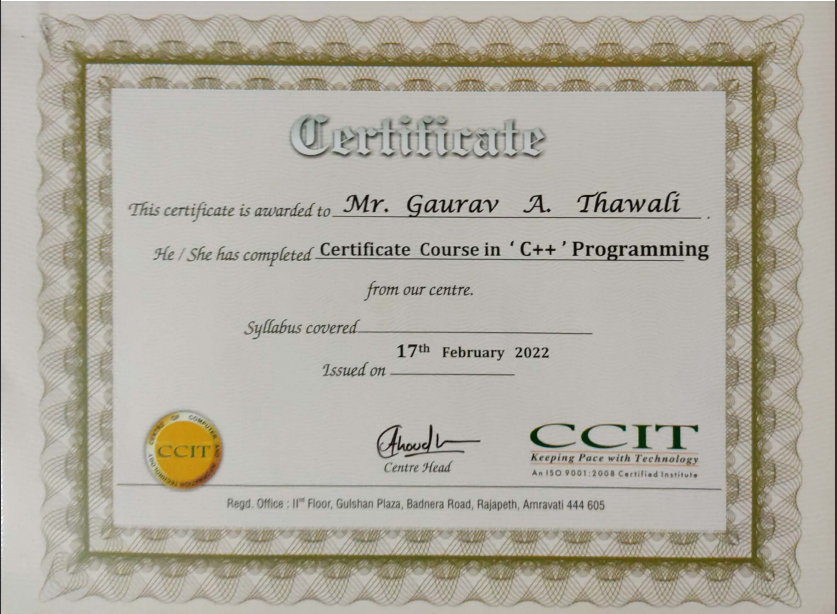 Certificate
This certificate is awarded to Mr. Gaurav A. Thawali .
He / She has completed Certificate Course in ‘ C++ ’ Programming
from our centre.
Syllabus covered
17th February 2022
Issued on
CENTRE OF COMPUTER AND INFORMATION TECHNOLOGY
CCIT
Centre Head
CCIT
Keeping Pace with Technology
An ISO 9001:2008 Certified Institute
Regd. Office : IInd Floor, Gulshan Plaza, Badnera Road, Rajapeth, Amravati 444 605